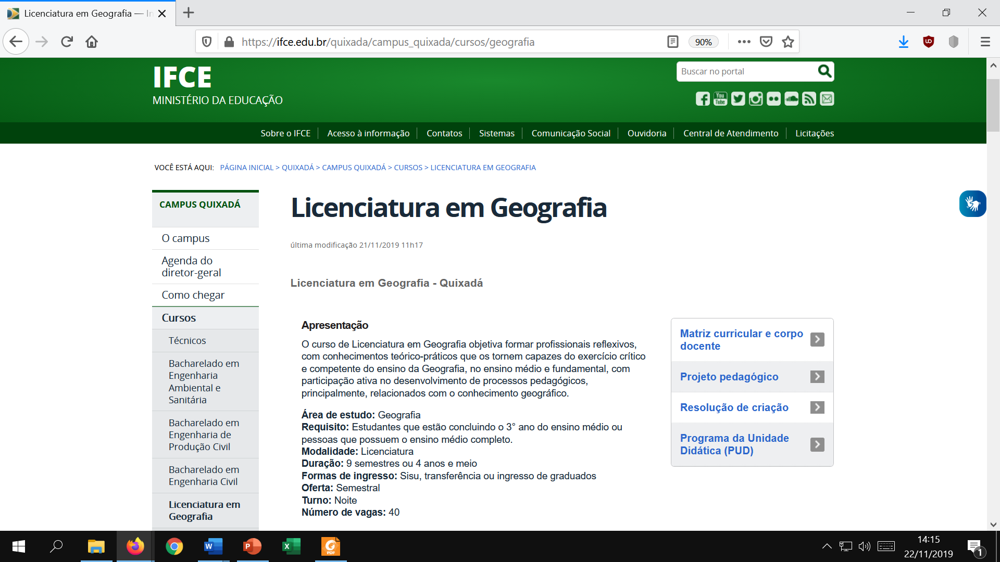 Licenciatura em Geografia — In
https://ifce.edu.br/quixada/campus_quixada/cursos/geografia
90%
IFCE
MINISTÉRIO DA EDUCAÇÃO
Buscar no portal
You
Tube
Sobre o IFCE
Acesso à informação
Contatos
Sistemas
Comunicação Social
Ouvidoria
Central de Atendimento
Licitações
VOCÊ ESTÁ AQUI: PÁGINA INICIAL > QUIXADÁ > CAMPUS QUIXADÁ > CURSOS > LICENCIATURA EM GEOGRAFIA
CAMPUS QUIXADÁ
O campus
Agenda do
diretor-geral
Como chegar
Cursos
Técnicos
Bacharelado em
Engenharia
Ambiental e
Sanitária
Bacharelado em
Engenharia de
Produção Civil
Bacharelado em
Engenharia Civil
Licenciatura em
Geografia
Licenciatura em Geografia
última modificação 21/11/2019 11h17
Licenciatura em Geografia - Quixadá
Apresentação
O curso de Licenciatura em Geografia objetiva formar profissionais reflexivos,
com conhecimentos teórico-práticos que os tornem capazes do exercício crítico
e competente do ensino da Geografia, no ensino médio e fundamental, com
participação ativa no desenvolvimento de processos pedagógicos,
principalmente, relacionados com o conhecimento geográfico.
Área de estudo: Geografia
Requisito: Estudantes que estão concluindo o 3° ano do ensino médio ou
pessoas que possuem o ensino médio completo.
Modalidade: Licenciatura
Duração: 9 semestres ou 4 anos e meio
Formas de ingresso: Sisu, transferência ou ingresso de graduados
Oferta: Semestral
Turno: Noite
Número de vagas: 40
Matriz curricular e corpo
docente
Projeto pedagógico
Resolução de criação
Programa da Unidade
Didática (PUD)
W
P
X
PDF
14:15
22/11/2019
1